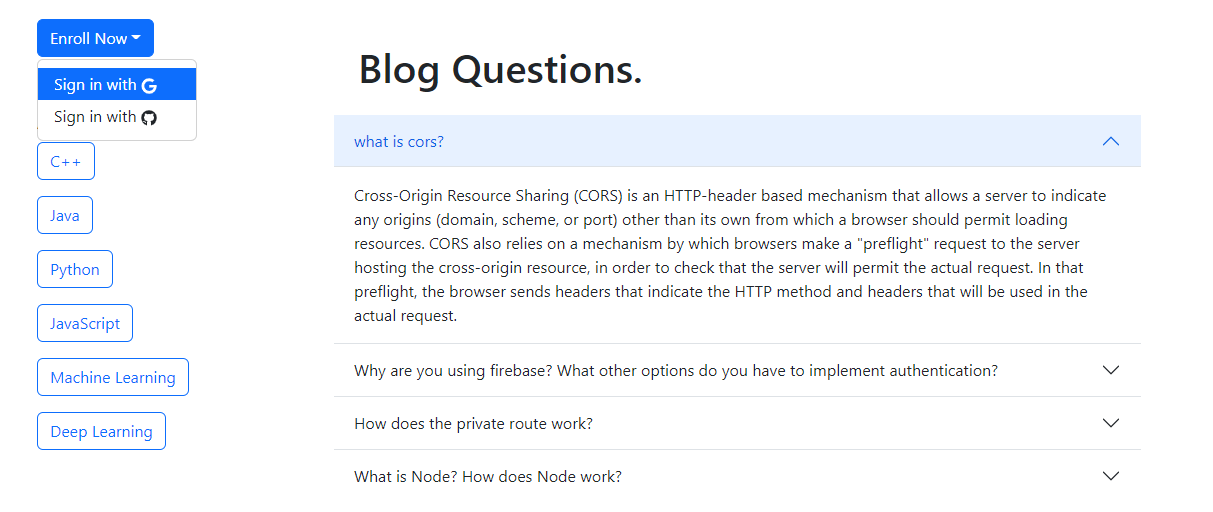 Enroll Now
Sign in with
Sign in with
C++
Java
Python
JavaScript
Machine Learning
Deep Learning
Blog Questions.
what is cors?
Cross-Origin Resource Sharing (CORS) is an HTTP-header based mechanism that allows a server to indicate
any origins (domain, scheme, or port) other than its own from which a browser should permit loading
resources. CORS also relies on a mechanism by which browsers make a "preflight" request to the server
hosting the cross-origin resource, in order to check that the server will permit the actual request. In that
preflight, the browser sends headers that indicate the HTTP method and headers that will be used in the
actual request.
Why are you using firebase? What other options do you have to implement authentication?
How does the private route work?
What is Node? How does Node work?